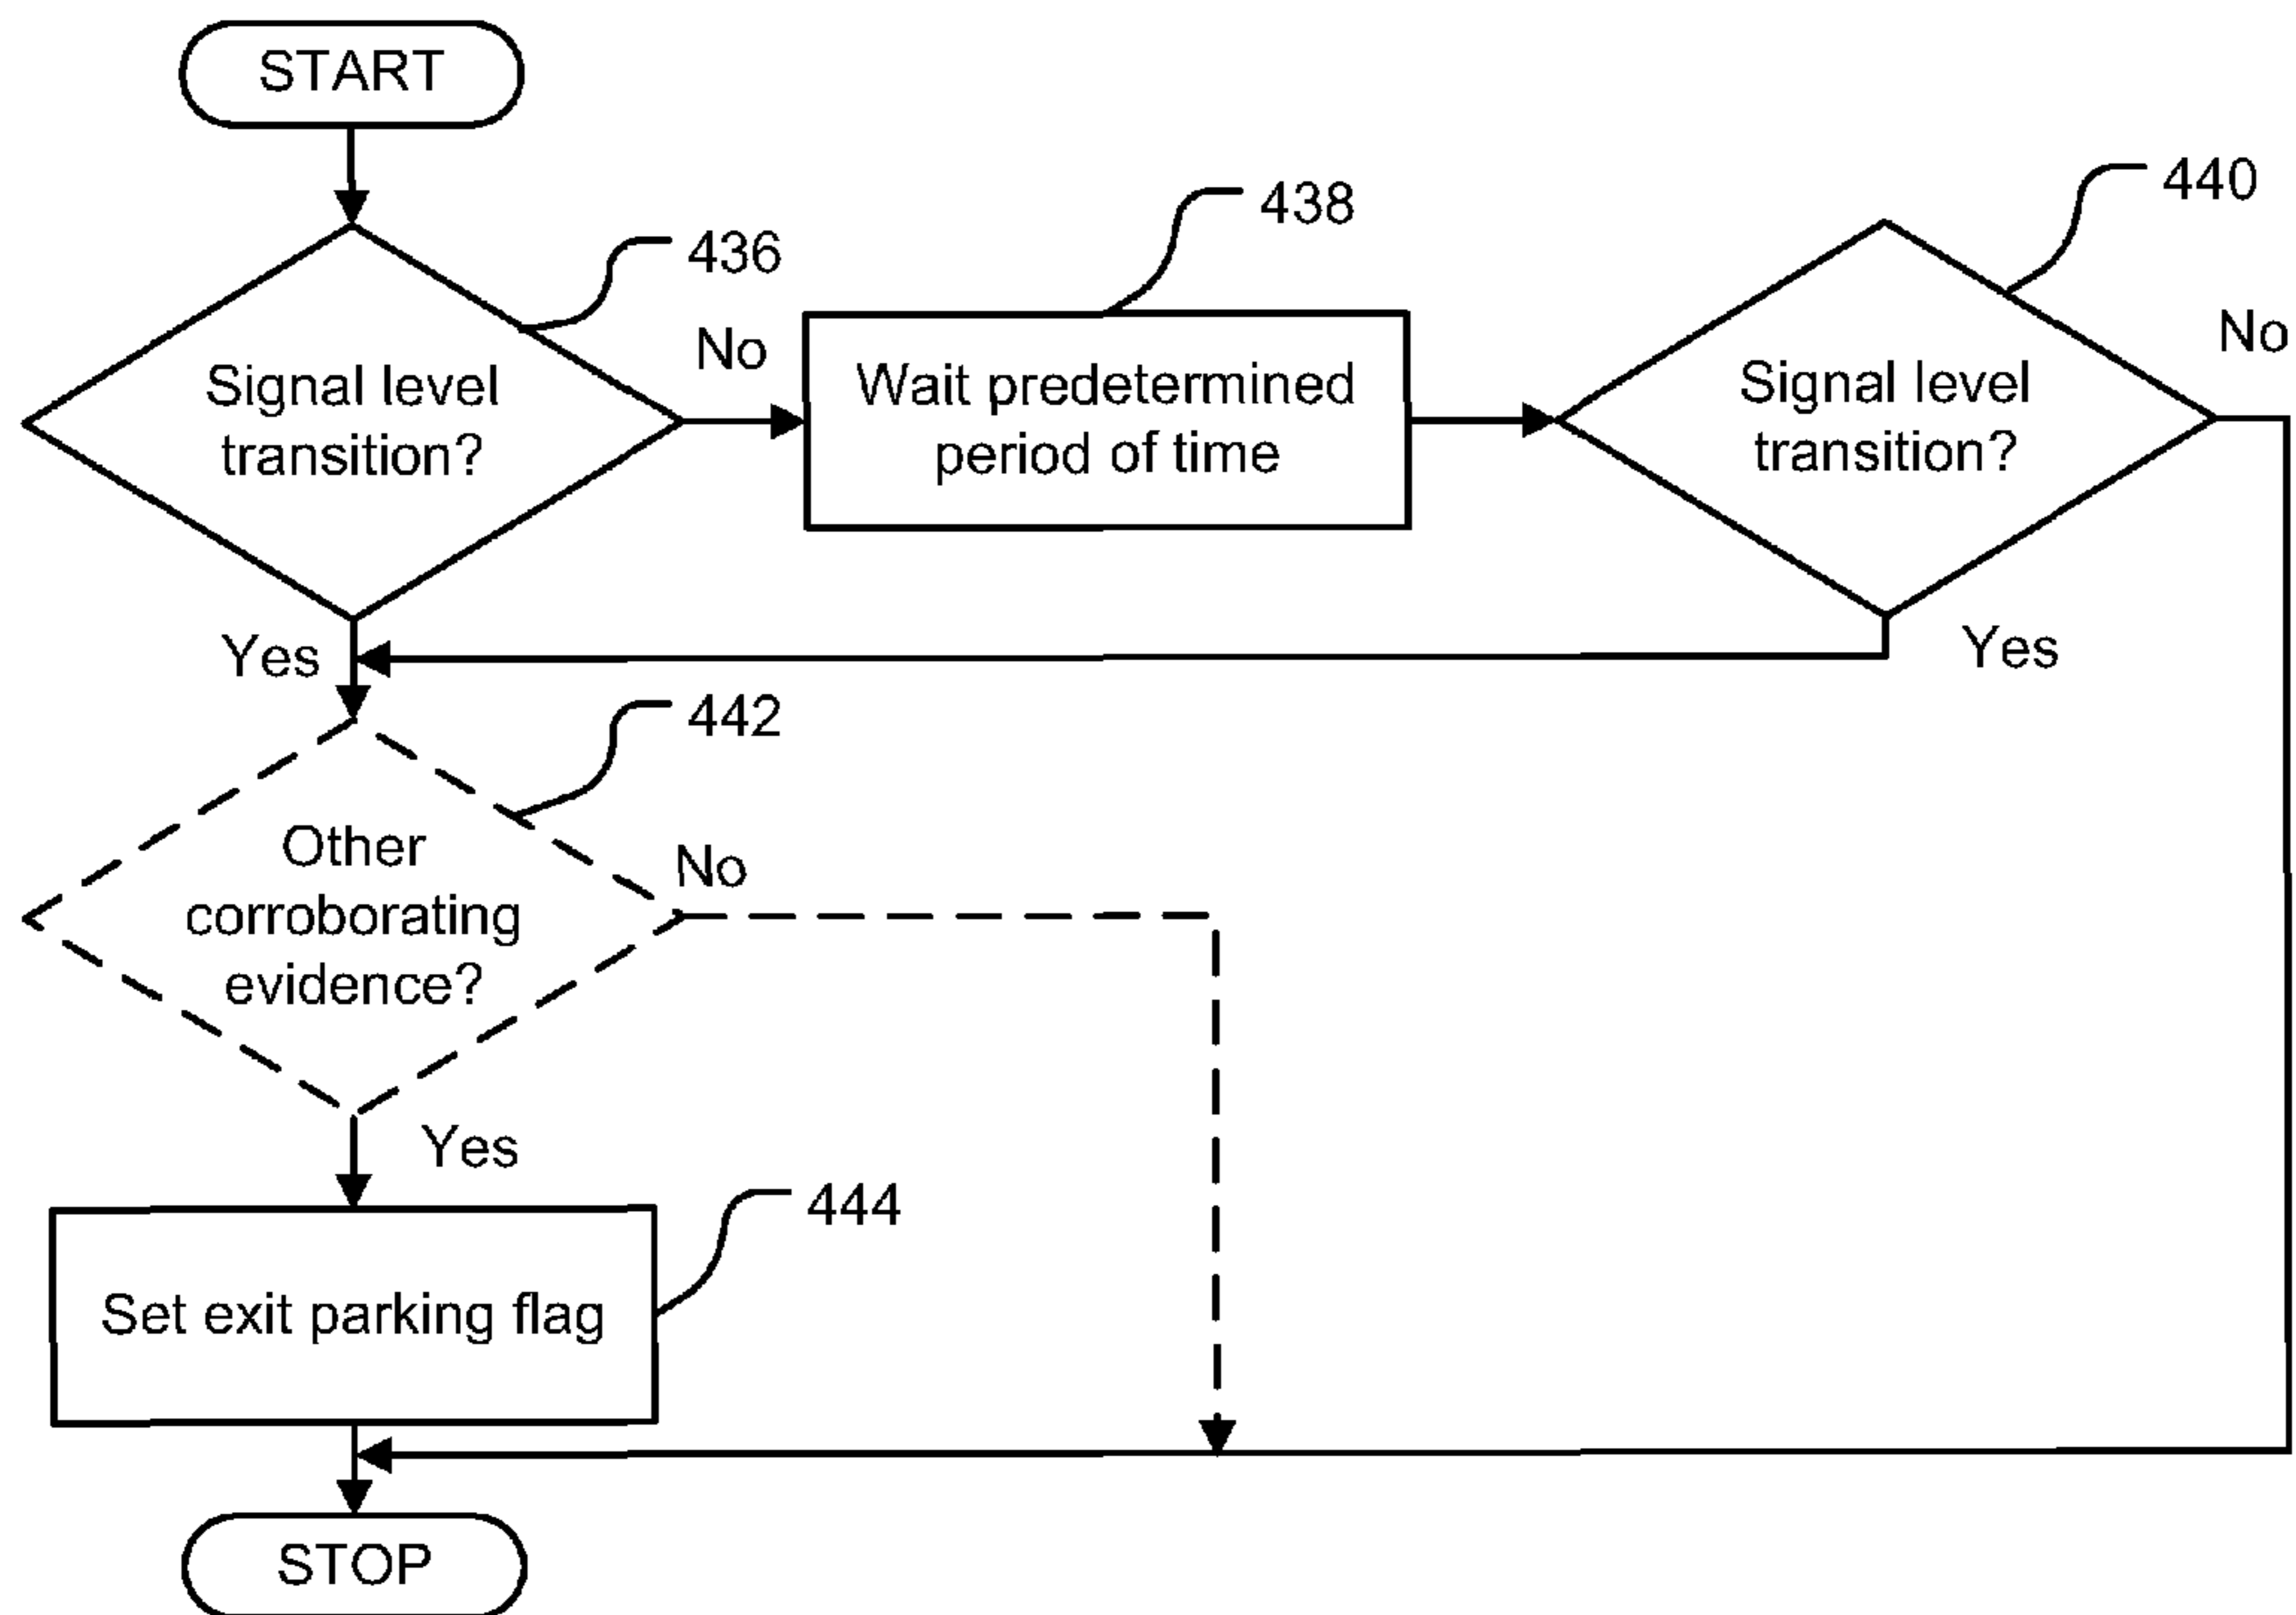 START
436
438
440
Signal level
transition?
No
Wait predetermined
period of time
Signal level
transition?
No
Yes
Yes
442
Other
corroborating
evidence?
No
Yes
444
Set exit parking flag
STOP